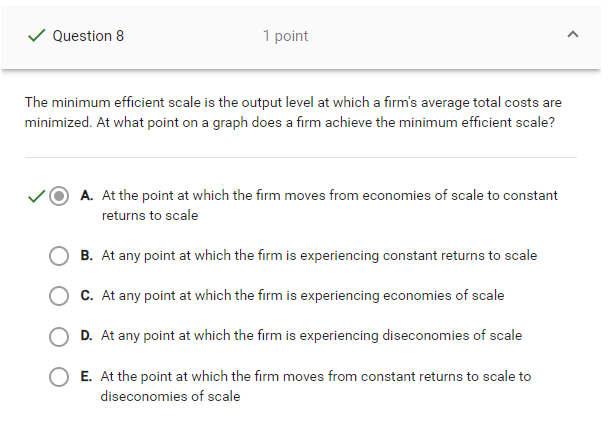 Question 8 1 point
The minimum efficient scale is the output level at which a firm's average total costs are
minimized. At what point on a graph does a firm achieve the minimum efficient scale?
A. At the point at which the firm moves from economies of scale to constant
returns to scale
B. At any point at which the firm is experiencing constant returns to scale
C. At any point at which the firm is experiencing economies of scale
D. At any point at which the firm is experiencing diseconomies of scale
E. At the point at which the firm moves from constant returns to scale to
diseconomies of scale